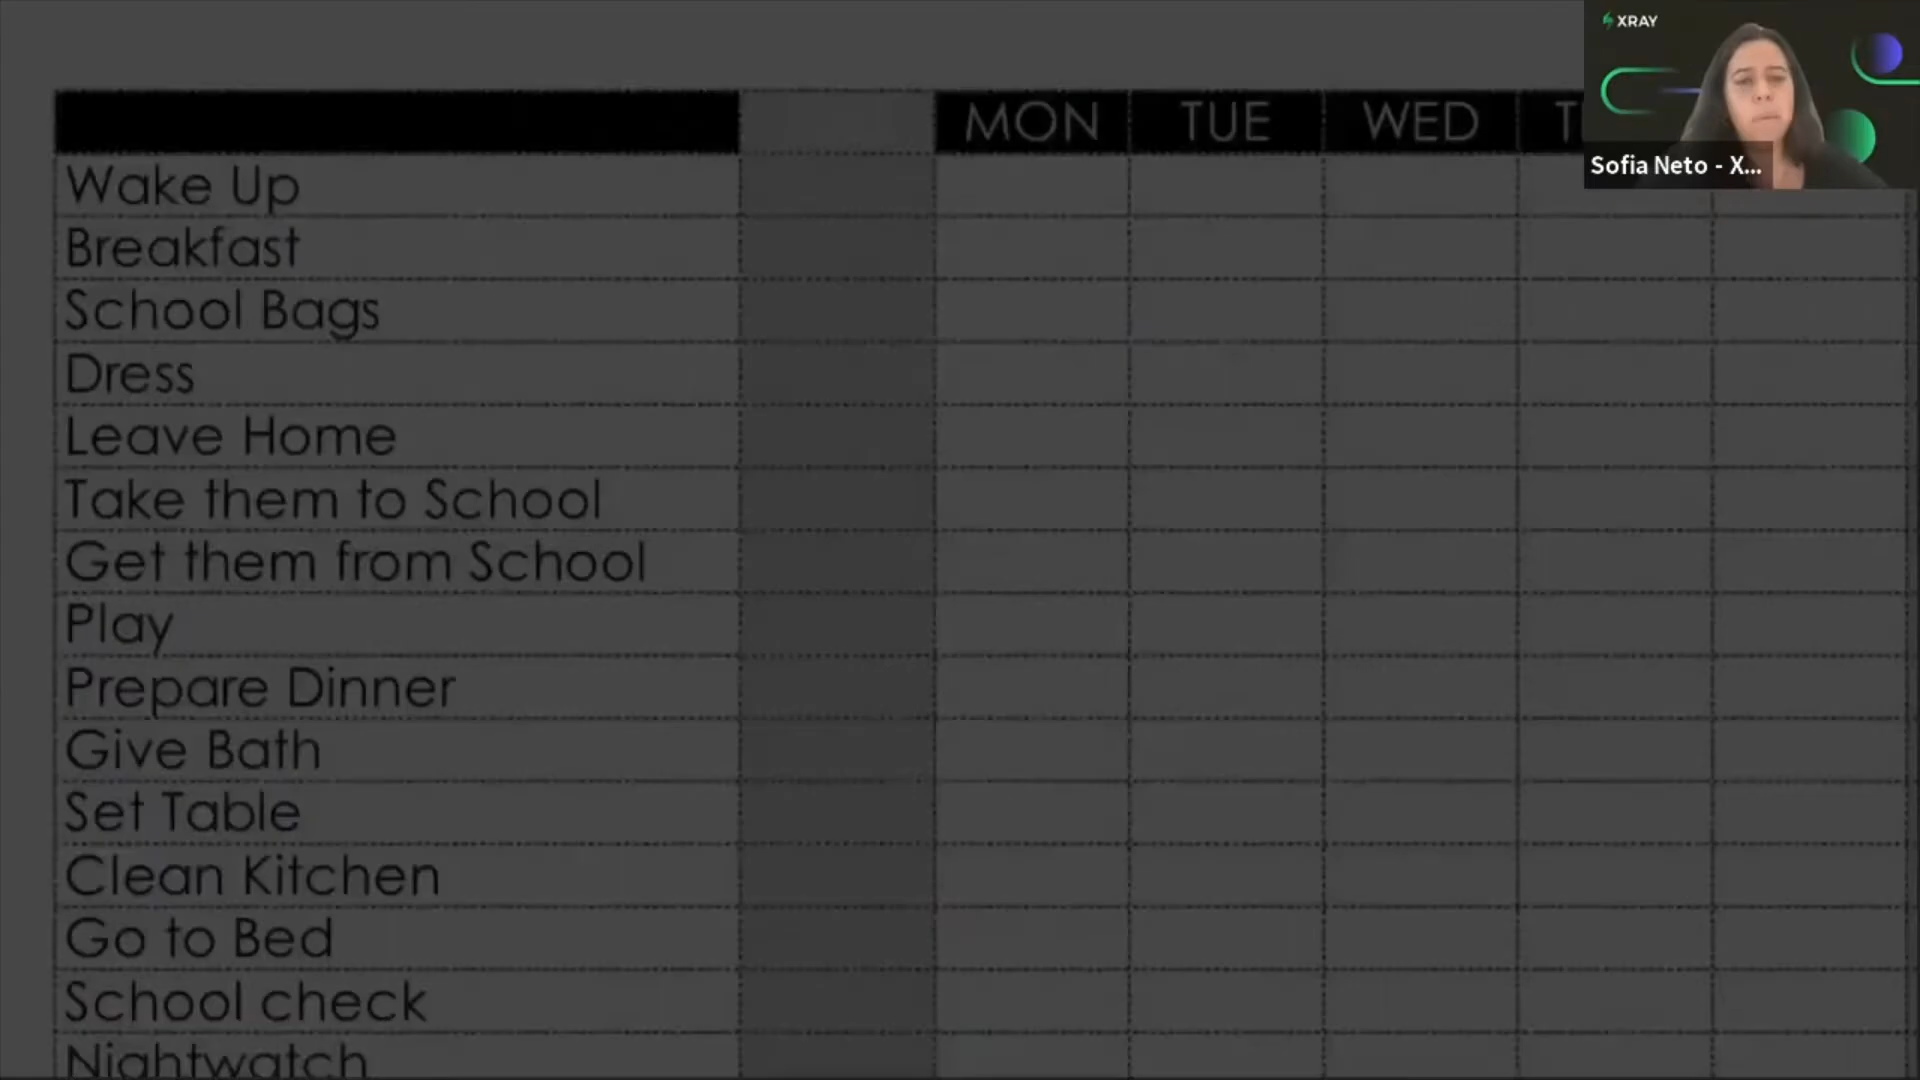 XRAY
MON TUE WED
Sofia Neto - X...
Wake Up
Breakfast
School Bags
Dress
Leave Home
Take them to School
Get them from School
Play
Prepare Dinner
Give Bath
Set Table
Clean Kitchen
Go to Bed
School check
Nightwatch